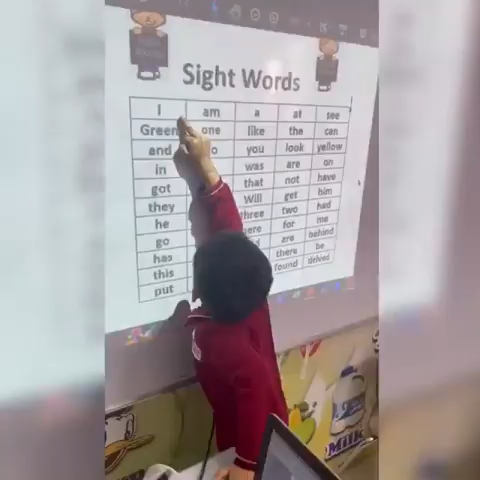 Sight Words
I am a at see
Green one like the can
and you look yellow
in was are on
got that not have
they Will get him
he three two had
go for me
has are behind
this there be
put found drived
Milk